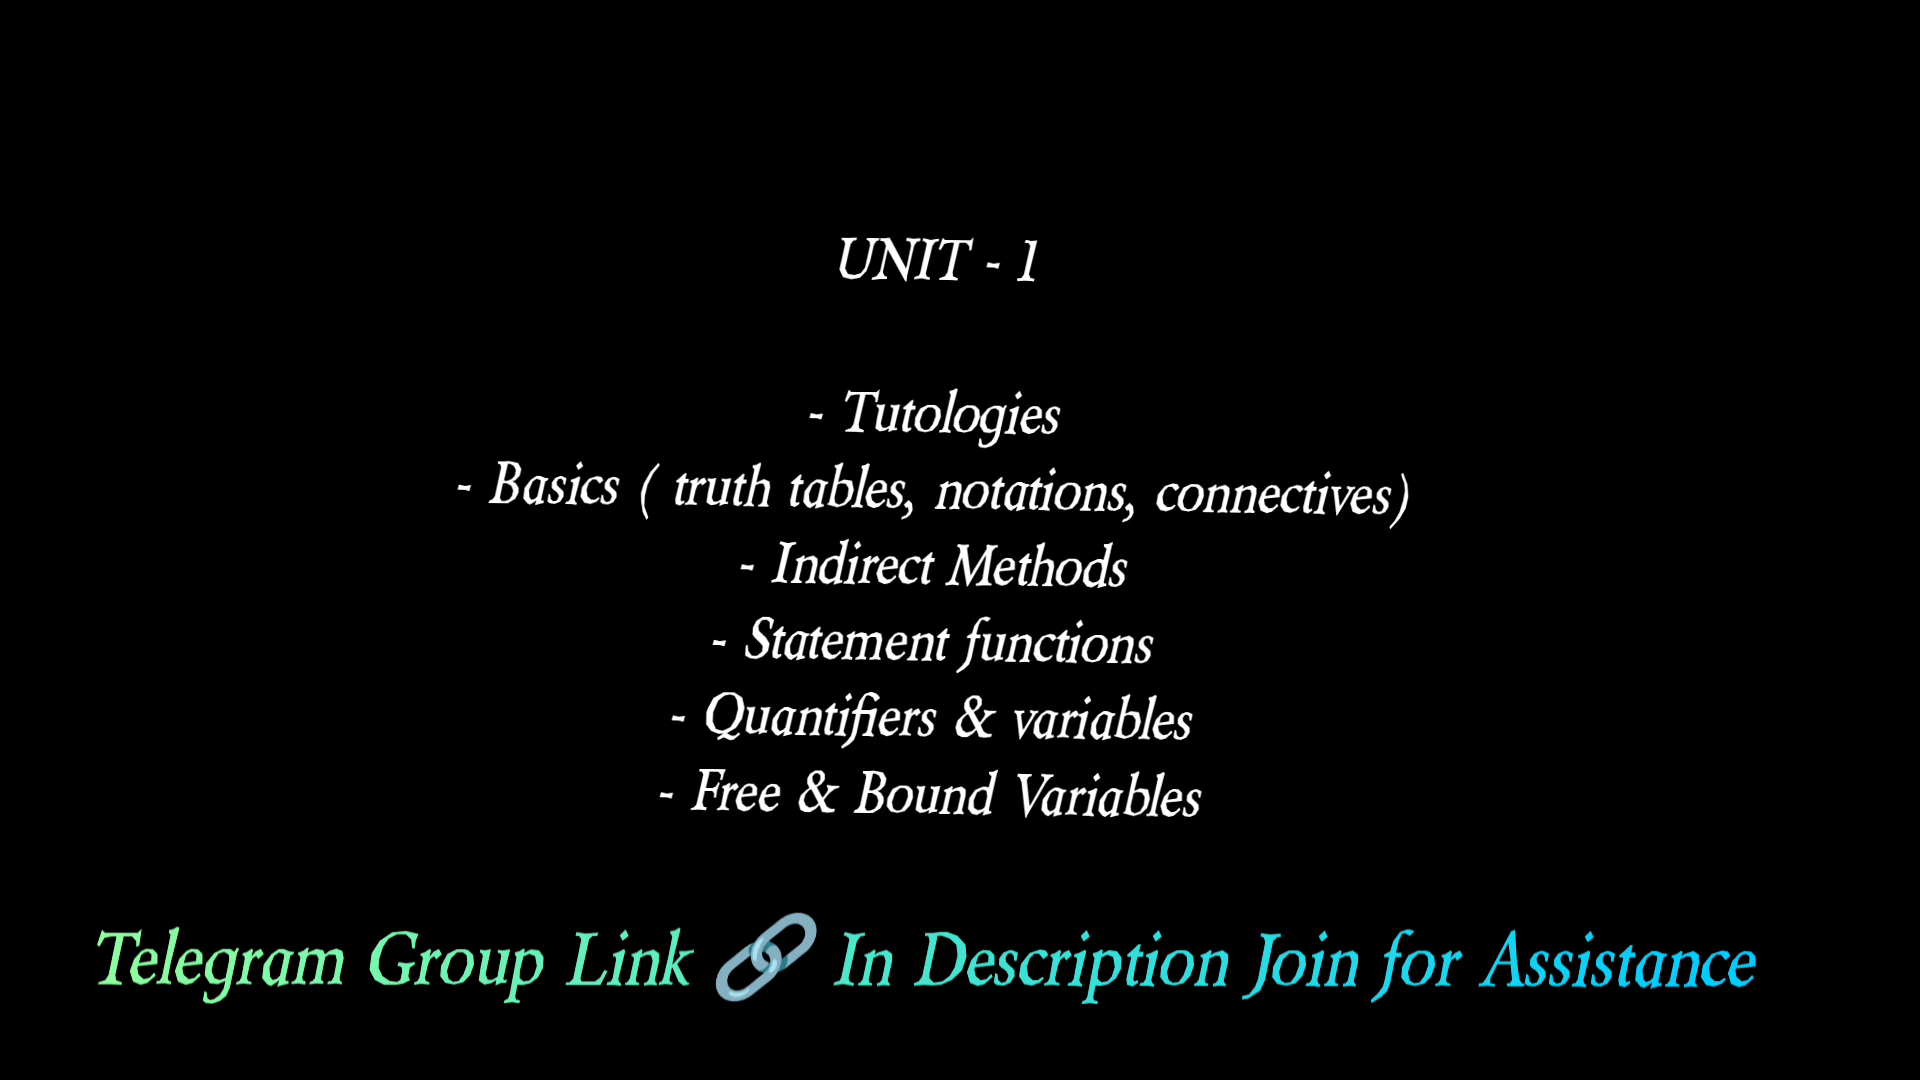 UNIT - 1
- Tutologies
- Basics ( truth tables, notations, connectives)
- Indirect Methods
- Statement functions
- Quantifiers & variables
- Free & Bound Variables
Telegram Group Link 🔗 In Description Join for Assistance